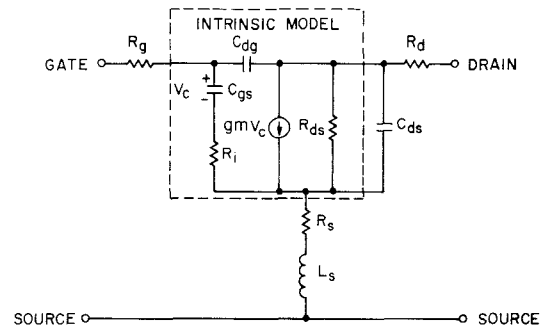 INTRINSIC MODEL
Rg
Cdg
Rd
GATE
DRAIN
+
Vc
-
Cgs
gmVc
Rds
Cds
Ri
Rs
Ls
SOURCE
SOURCE